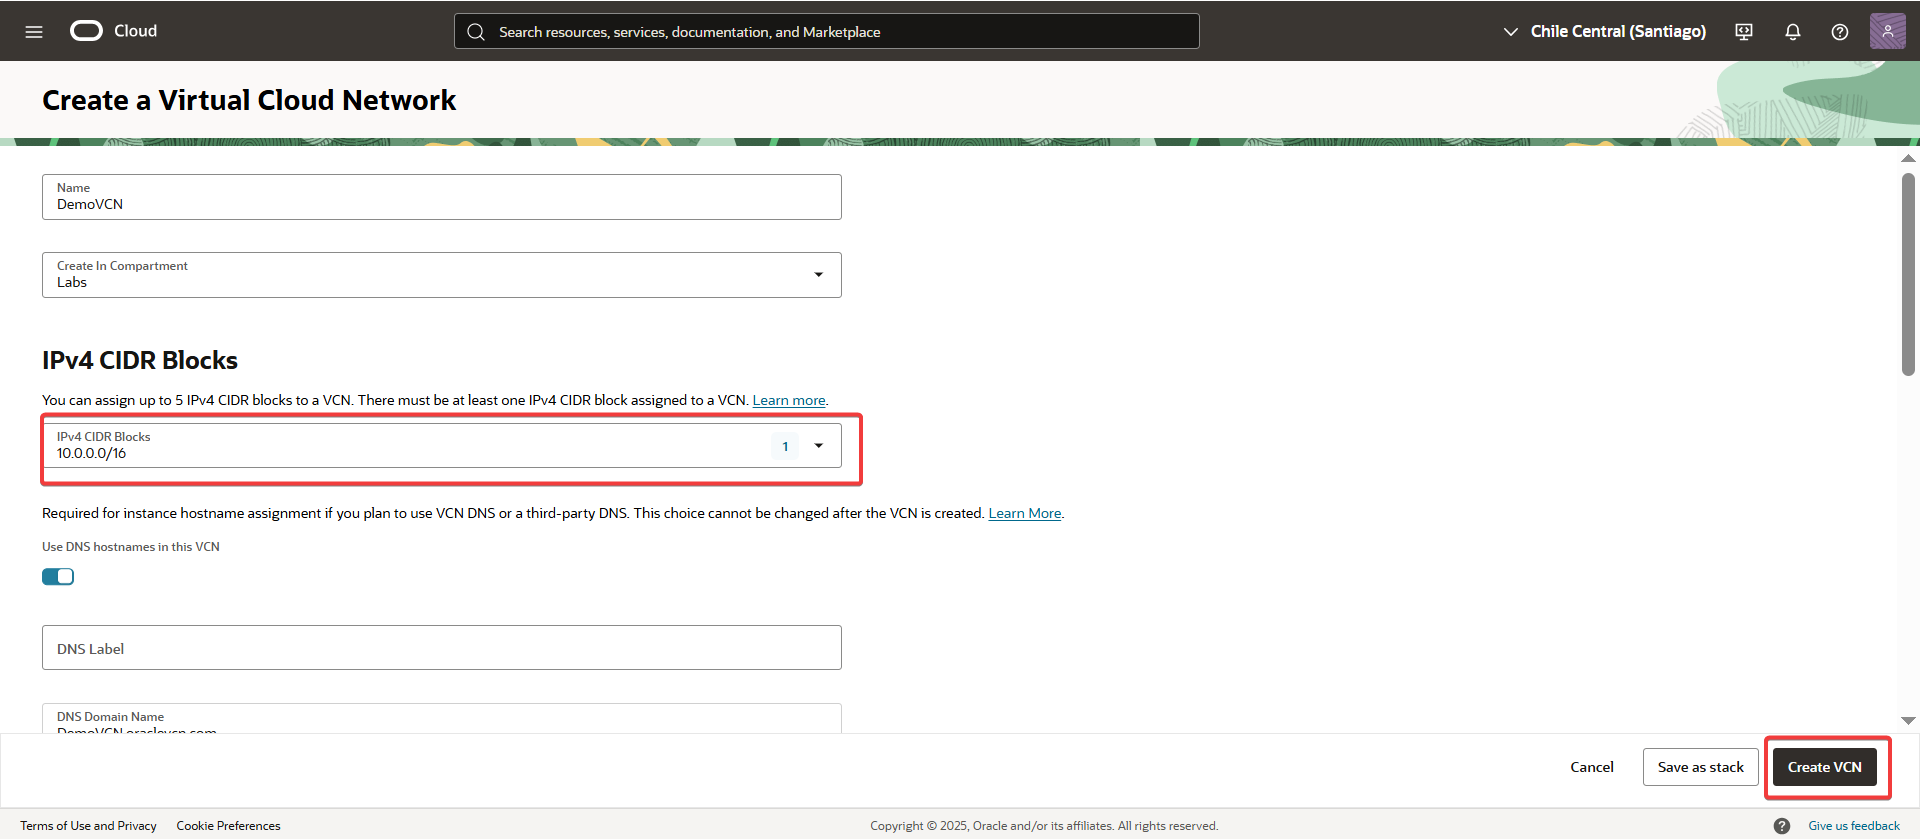 Cloud
Search resources, services, documentation, and Marketplace
Chile Central (Santiago)
Create a Virtual Cloud Network
Name
DemoVCN
Create In Compartment
Labs
IPv4 CIDR Blocks
You can assign up to 5 IPv4 CIDR blocks to a VCN. There must be at least one IPv4 CIDR block assigned to a VCN. Learn more.
IPv4 CIDR Blocks
10.0.0.0/16
1
Required for instance hostname assignment if you plan to use VCN DNS or a third-party DNS. This choice cannot be changed after the VCN is created. Learn More.
Use DNS hostnames in this VCN
DNS Label
DNS Domain Name
DemoVCN.oraclevcn.com
Cancel
Save as stack
Create VCN
Terms of Use and Privacy
Cookie Preferences
Copyright © 2025, Oracle and/or its affiliates. All rights reserved.
Give us feedback